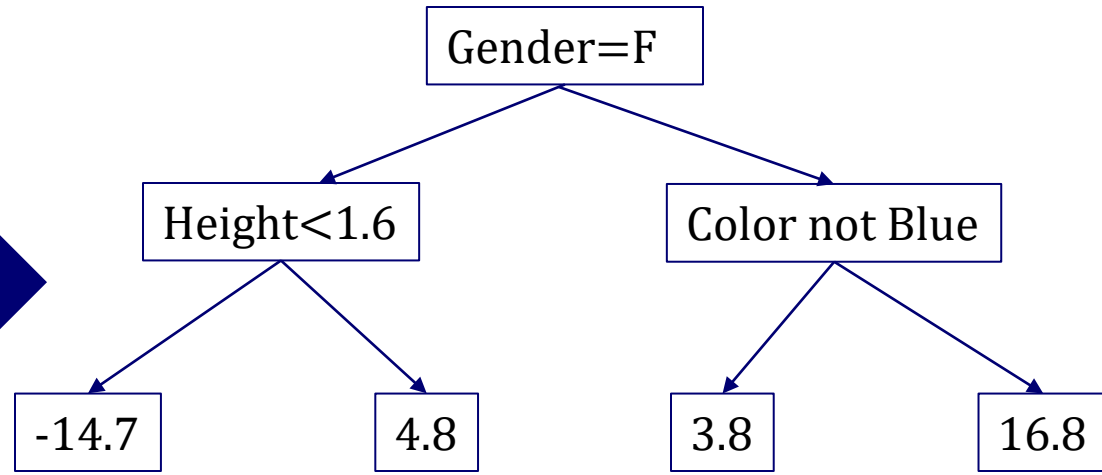 Gender=F
Height<1.6
Color not Blue
-14.7
4.8
3.8
16.8